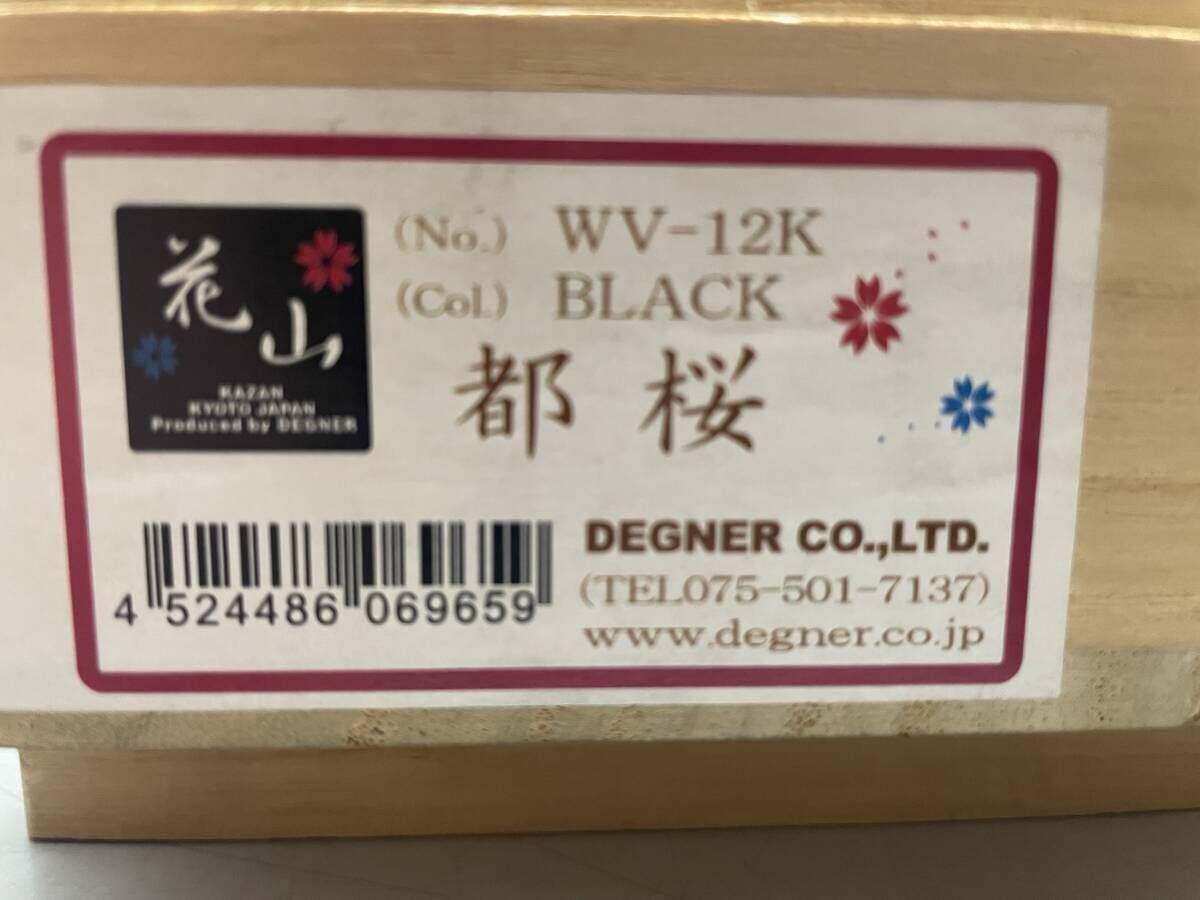 花山
KAZAN
KYOTO JAPAN
Produced by DEGNER
(No.) WV-12K
(Col.) BLACK
都桜
4 524486 069659
DEGNER CO.,LTD.
(TEL075-501-7137)
www.degner.co.jp